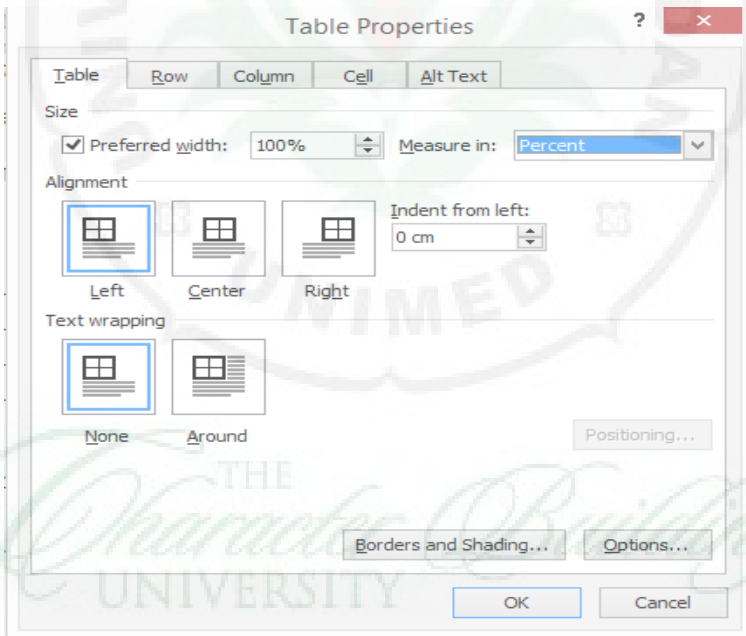 Table Properties
?
Table Row Column Cell Alt Text
Size
Preferred width: 100% Measure in: Percent
Alignment
Indent from left:
0 cm
Left Center Right
Text wrapping
None Around
Positioning...
Borders and Shading... Options...
OK Cancel
UNIMED
THE
Character Building
UNIVERSITY